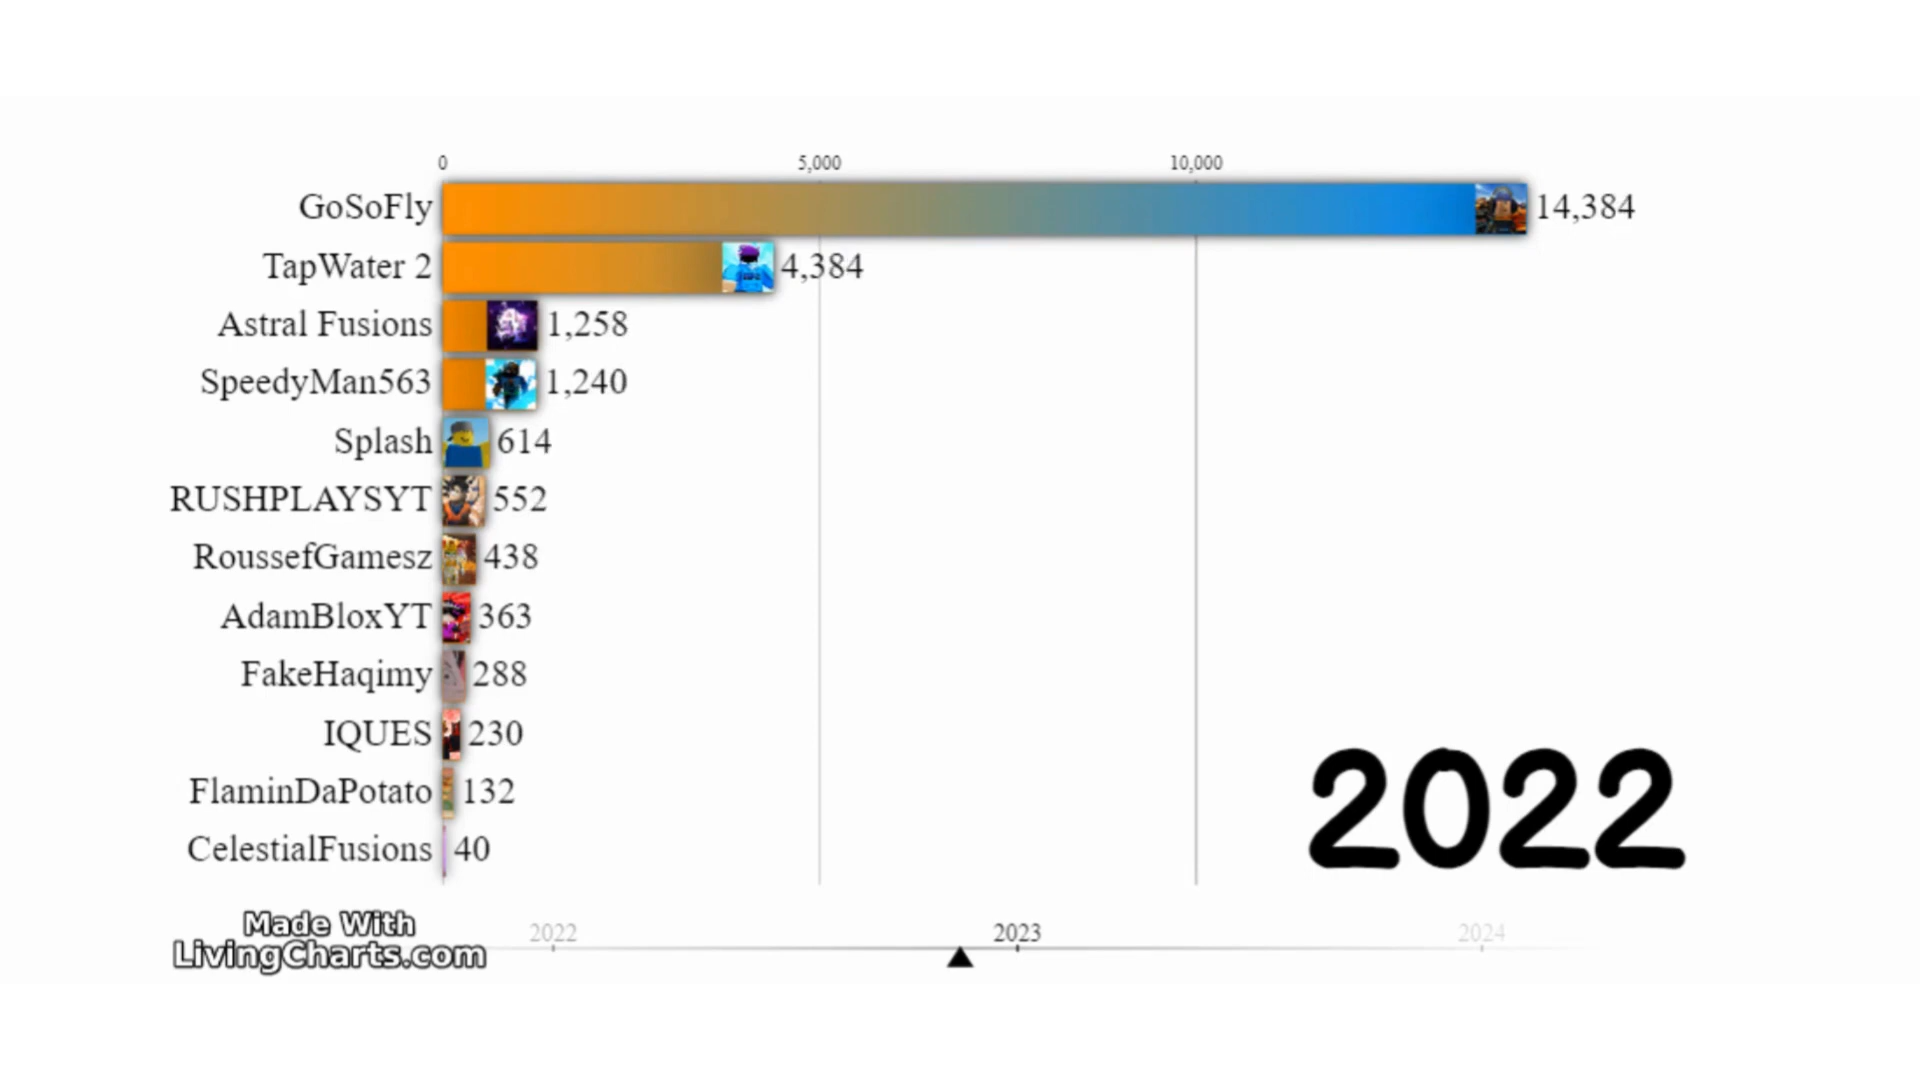 0 5,000 10,000
GoSoFly 14,384
TapWater 2 4,384
Astral Fusions 1,258
SpeedyMan563 1,240
Splash 614
RUSHPLAYSYT 552
RoussefGamesz 438
AdamBloxYT 363
FakeHaqimy 288
IQUES 230
FlaminDaPotato 132
CelestialFusions 40
2022
Made With
LivingCharts.com
2022 2023 2024